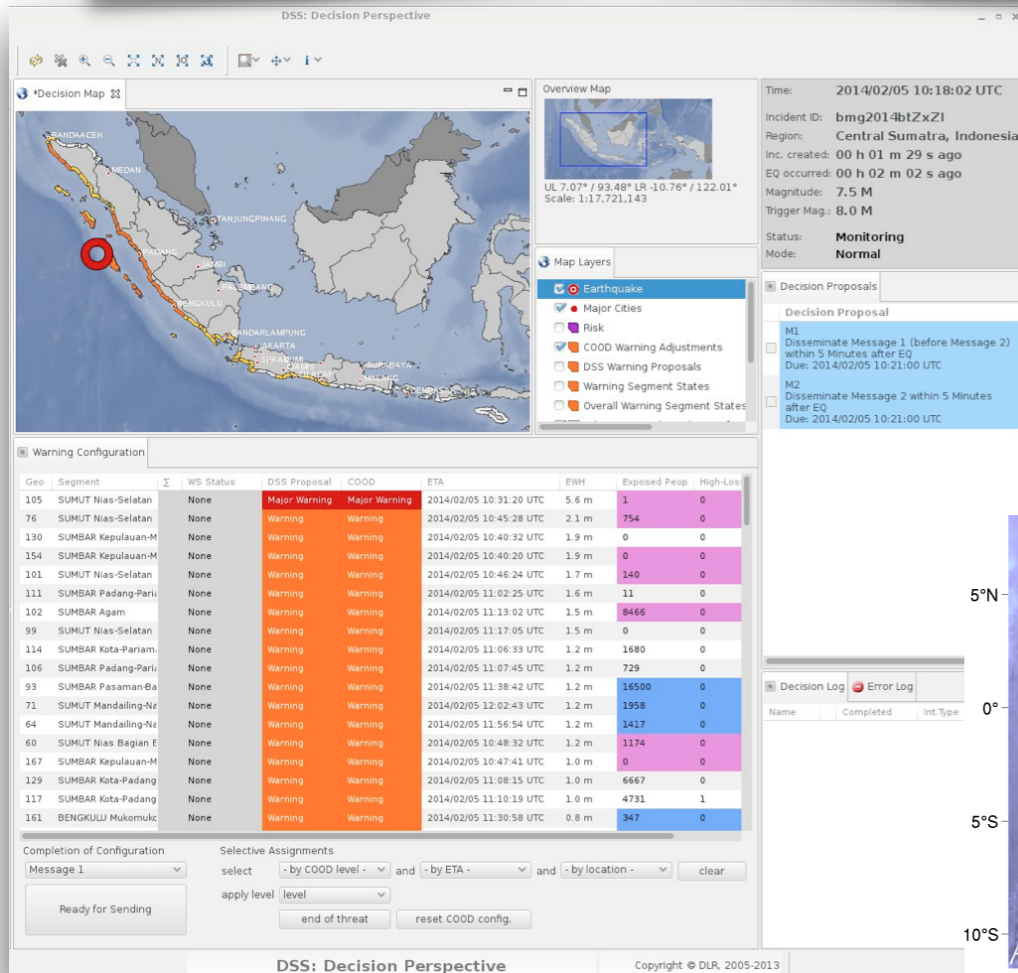 DSS: Decision Perspective
*Decision Map
BANDAACEH
MEDAN
TANJUNGPINANG
PADANG
JAMBI
PALEMBANG
BENGKULU
BANDARLAMPUNG
JAKARTA
SUKABUMI
CIAMIS
CILACAP
SURABAYA
MALANG
DENPASAR
Overview Map
UL 7.07° / 93.48° LR -10.76° / 122.01°
Scale: 1:17,721,143
Map Layers
Earthquake
Major Cities
Risk
COOD Warning Adjustments
DSS Warning Proposals
Warning Segment States
Overall Warning Segment States
Time: 2014/02/05 10:18:02 UTC
Incident ID: bmg2014btZxZI
Region: Central Sumatra, Indonesia
Inc. created: 00 h 01 m 29 s ago
EQ occurred: 00 h 02 m 02 s ago
Magnitude: 7.5 M
Trigger Mag.: 8.0 M
Status: Monitoring
Mode: Normal
Decision Proposals
Decision Proposal
M1
Disseminate Message 1 (before Message 2)
within 5 Minutes after EQ
Due: 2014/02/05 10:21:00 UTC
M2
Disseminate Message 2 within 5 Minutes
after EQ
Due: 2014/02/05 10:21:00 UTC
Warning Configuration
Geo Segment Σ WS Status DSS Proposal COOD ETA EWH Exposed Peop High-Los
105 SUMUT Nias-Selatan None Major Warning Major Warning 2014/02/05 10:31:20 UTC 5.6 m 1 0
76 SUMUT Nias-Selatan None Warning Warning 2014/02/05 10:45:28 UTC 2.1 m 754 0
130 SUMBAR Kepulauan-M None Warning Warning 2014/02/05 10:40:32 UTC 1.9 m 0 0
154 SUMBAR Kepulauan-M None Warning Warning 2014/02/05 10:40:20 UTC 1.9 m 0 0
101 SUMUT Nias-Selatan None Warning Warning 2014/02/05 10:46:24 UTC 1.7 m 140 0
111 SUMBAR Padang-Paria None Warning Warning 2014/02/05 11:02:25 UTC 1.6 m 11 0
102 SUMBAR Agam None Warning Warning 2014/02/05 11:13:02 UTC 1.5 m 8466 0
99 SUMUT Nias-Selatan None Warning Warning 2014/02/05 11:17:05 UTC 1.5 m 0 0
114 SUMBAR Kota-Pariam None Warning Warning 2014/02/05 11:06:33 UTC 1.2 m 1680 0
106 SUMBAR Padang-Paria None Warning Warning 2014/02/05 11:07:45 UTC 1.2 m 729 0
93 SUMBAR Pasaman-Ba None Warning Warning 2014/02/05 11:38:42 UTC 1.2 m 16500 0
71 SUMUT Mandailing-Na None Warning Warning 2014/02/05 12:02:43 UTC 1.2 m 1958 0
64 SUMUT Mandailing-Na None Warning Warning 2014/02/05 11:56:54 UTC 1.2 m 1417 0
60 SUMUT Nias Bagian B None Warning Warning 2014/02/05 10:48:32 UTC 1.2 m 1174 0
167 SUMBAR Kepulauan-M None Warning Warning 2014/02/05 10:47:41 UTC 1.0 m 0 0
129 SUMBAR Kota-Padang None Warning Warning 2014/02/05 11:08:15 UTC 1.0 m 6667 0
117 SUMBAR Kota-Padang None Warning Warning 2014/02/05 11:10:19 UTC 1.0 m 4731 1
161 BENGKULU Mukomuko None Warning Warning 2014/02/05 11:30:58 UTC 0.8 m 347 0
Completion of Configuration
Message 1
Ready for Sending
Selective Assignments
select - by COOD level - and - by ETA - and - by location - clear
apply level level
end of threat reset COOD config.
Decision Log Error Log
Name Completed Int.Type
5°N
0°
5°S
10°S
DSS: Decision Perspective
Copyright © DLR, 2005-2013